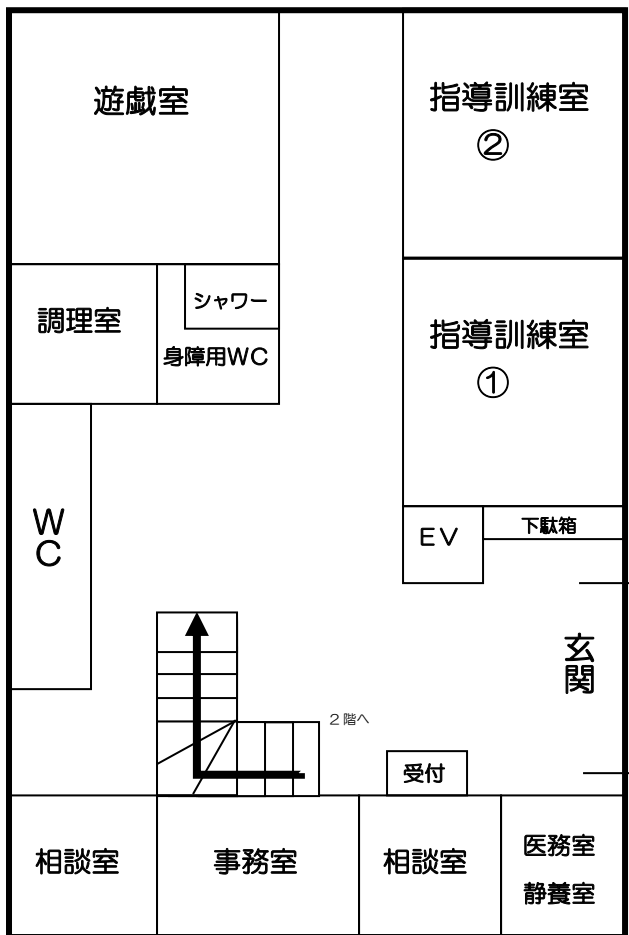 遊戯室
指導訓練室
②
調理室
シャワー
身障用WC
指導訓練室
①
WC
EV
下駄箱
玄関
2階へ
受付
相談室
事務室
相談室
医務室
静養室